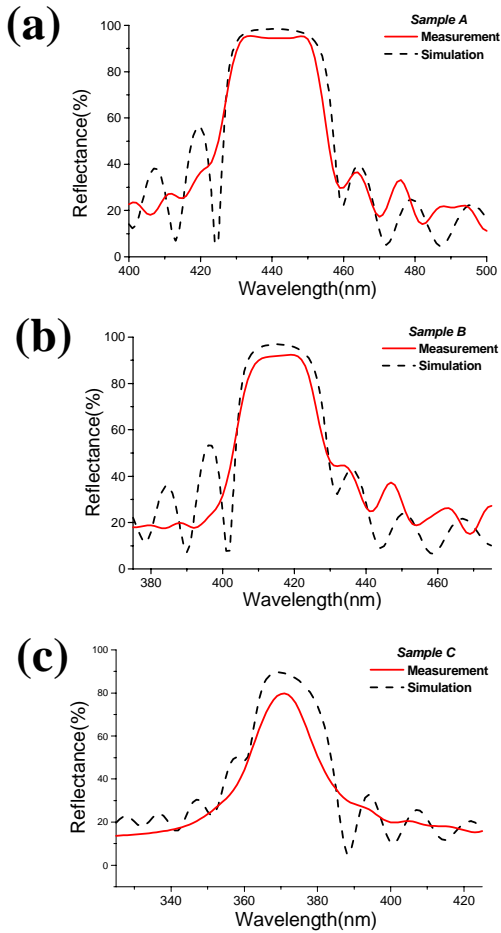 (a)
Sample A
Measurement
Simulation
Reflectance(%)
100
80
60
40
20
0
400
420
440
460
480
500
Wavelength(nm)
(b)
Sample B
Measurement
Simulation
Reflectance(%)
100
80
60
40
20
0
380
400
420
440
460
Wavelength(nm)
(c)
Sample C
Measurement
Simulation
Reflectance(%)
100
80
60
40
20
0
340
360
380
400
420
Wavelength(nm)